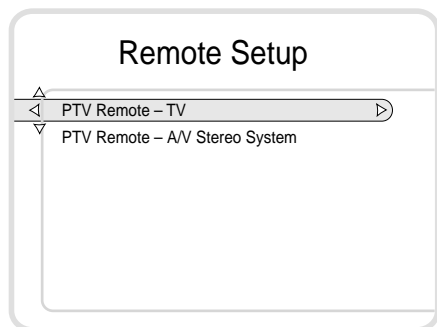 Remote Setup
PTV Remote – TV
PTV Remote – A/V Stereo System